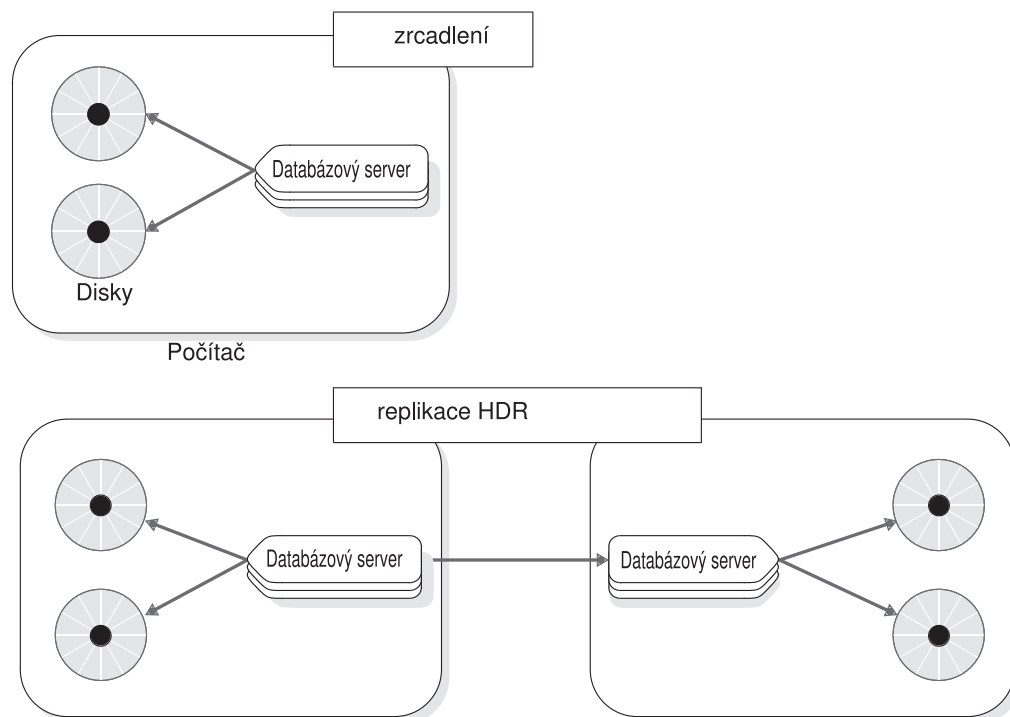 zrcadlení
Databázový server
Disky
Počítač
replikace HDR
Databázový server
Databázový server